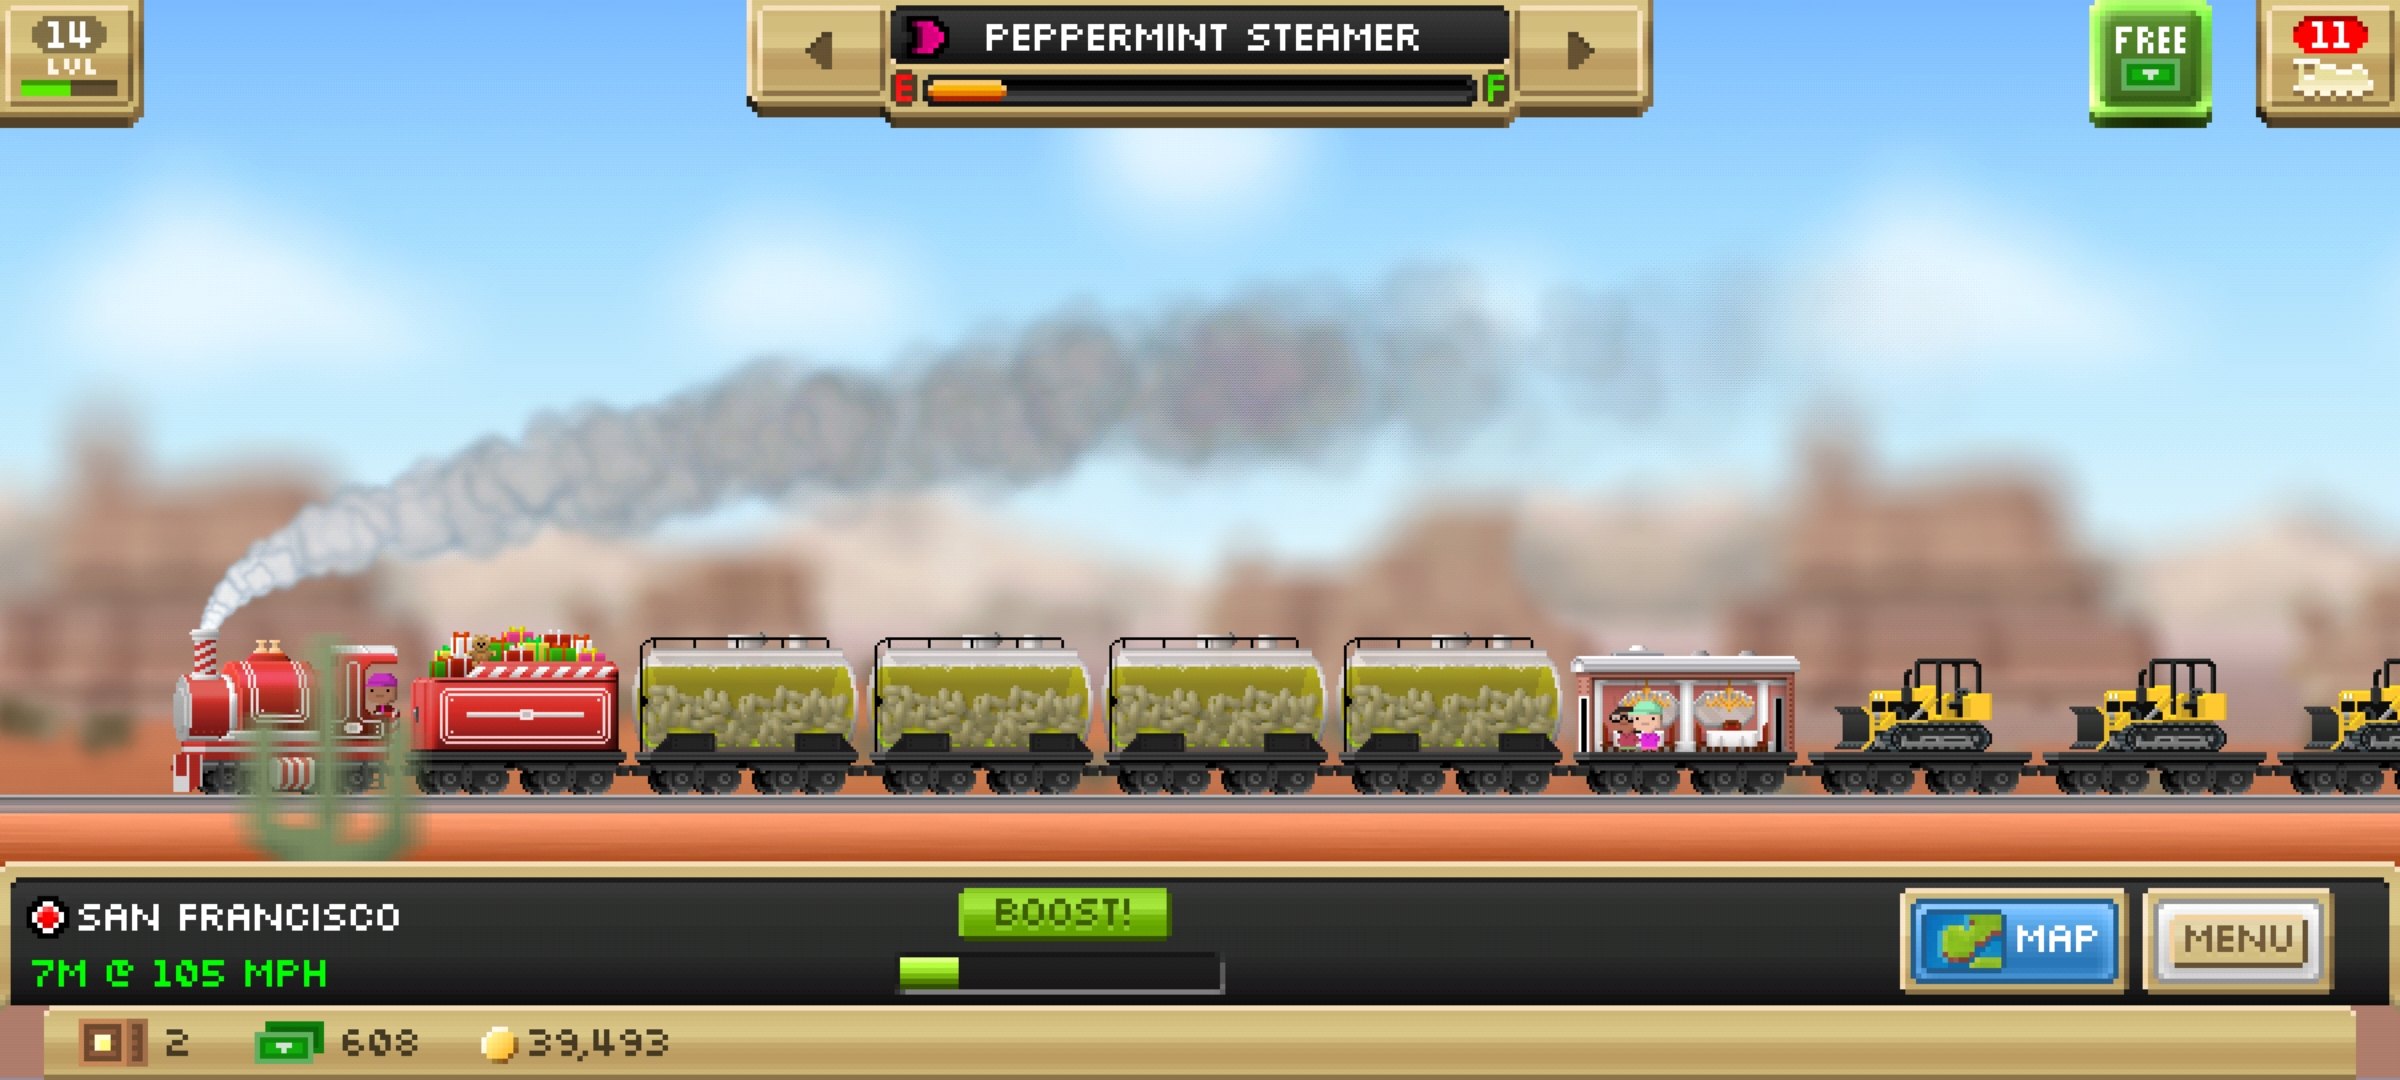 14
LVL
PEPPERMINT STEAMER
E F
FREE
11
SAN FRANCISCO
7M @ 105 MPH
BOOST!
MAP
MENU
2
608
39,493